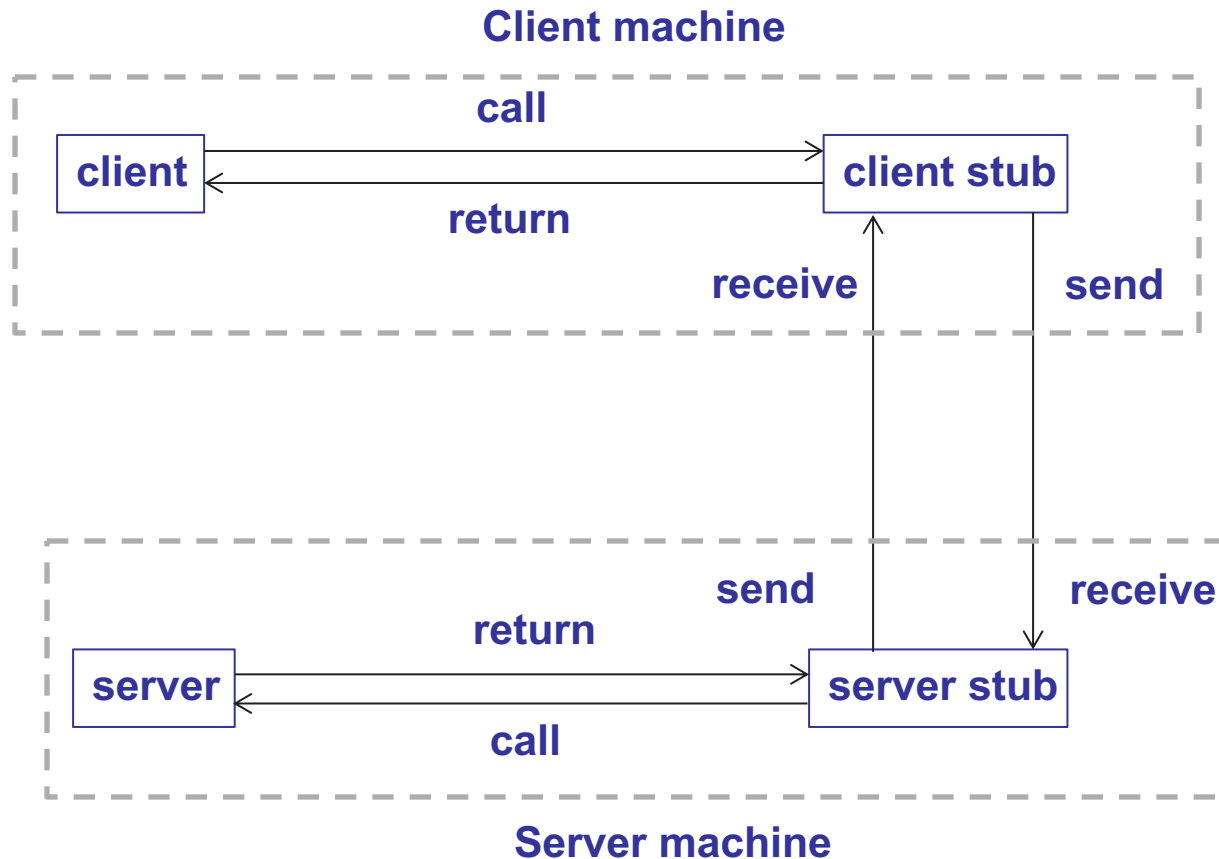 Client machine
call
client
client stub
return
receive
send
send
receive
return
server
server stub
call
Server machine